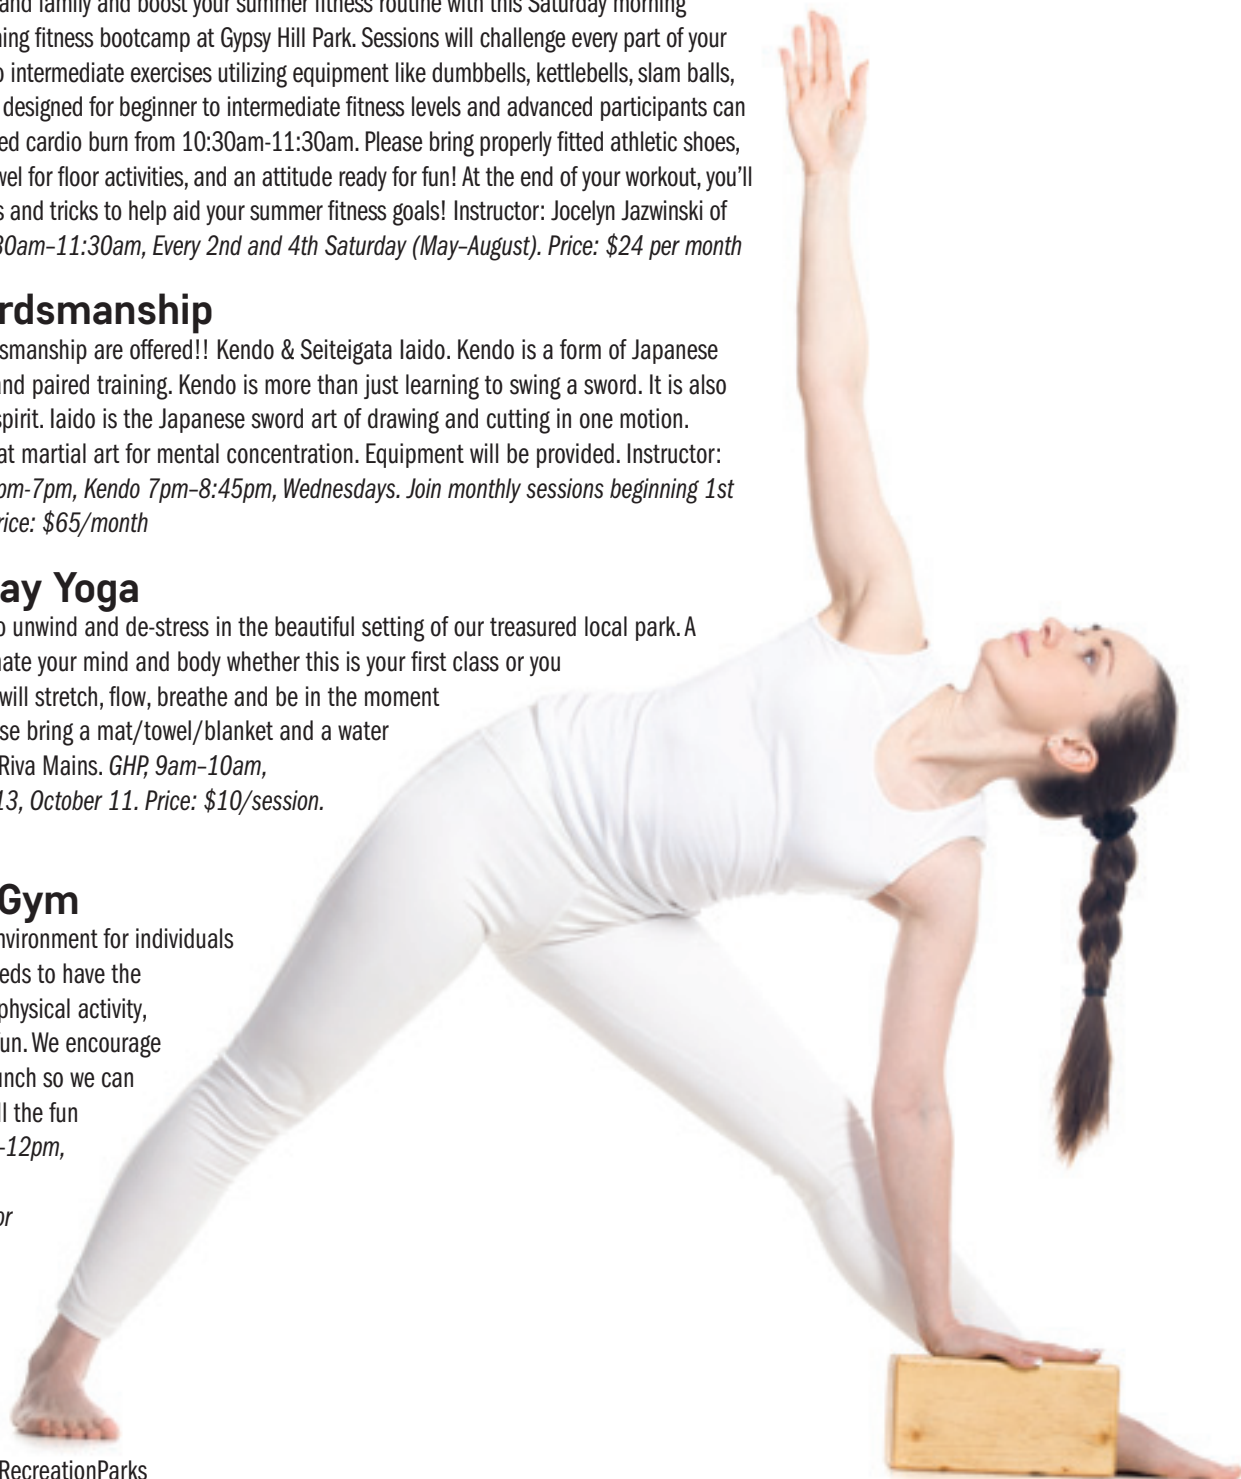 and family and boost your summer fitness routine with this Saturday morning
ning fitness bootcamp at Gypsy Hill Park. Sessions will challenge every part of your
o intermediate exercises utilizing equipment like dumbbells, kettlebells, slam balls,
designed for beginner to intermediate fitness levels and advanced participants can
ed cardio burn from 10:30am-11:30am. Please bring properly fitted athletic shoes,
wel for floor activities, and an attitude ready for fun! At the end of your workout, you'll
s and tricks to help aid your summer fitness goals! Instructor: Jocelyn Jazwinski of
30am–11:30am, Every 2nd and 4th Saturday (May–August). Price: $24 per month
rdsmanship
smanship are offered!! Kendo & Seiteigata Iaido. Kendo is a form of Japanese
and paired training. Kendo is more than just learning to swing a sword. It is also
spirit. Iaido is the Japanese sword art of drawing and cutting in one motion.
at martial art for mental concentration. Equipment will be provided. Instructor:
pm-7pm, Kendo 7pm–8:45pm, Wednesdays. Join monthly sessions beginning 1st
rice: $65/month
ay Yoga
o unwind and de-stress in the beautiful setting of our treasured local park. A
nate your mind and body whether this is your first class or you
will stretch, flow, breathe and be in the moment
se bring a mat/towel/blanket and a water
Riva Mains. GHP, 9am–10am,
13, October 11. Price: $10/session.
Gym
nvironment for individuals
eds to have the
physical activity,
fun. We encourage
unch so we can
ll the fun
–12pm,
or
RecreationParks